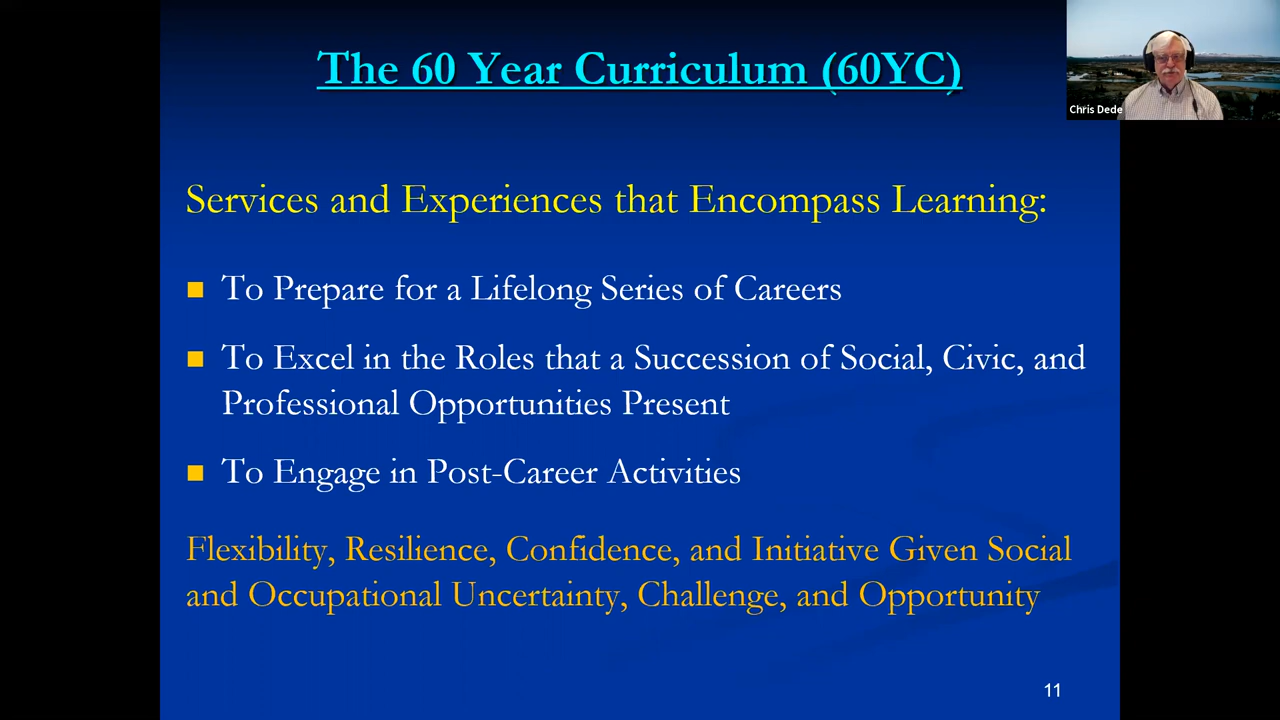 The 60 Year Curriculum (60YC)
Chris Dede
Services and Experiences that Encompass Learning:
To Prepare for a Lifelong Series of Careers
To Excel in the Roles that a Succession of Social, Civic, and
Professional Opportunities Present
To Engage in Post-Career Activities
Flexibility, Resilience, Confidence, and Initiative Given Social
and Occupational Uncertainty, Challenge, and Opportunity
11